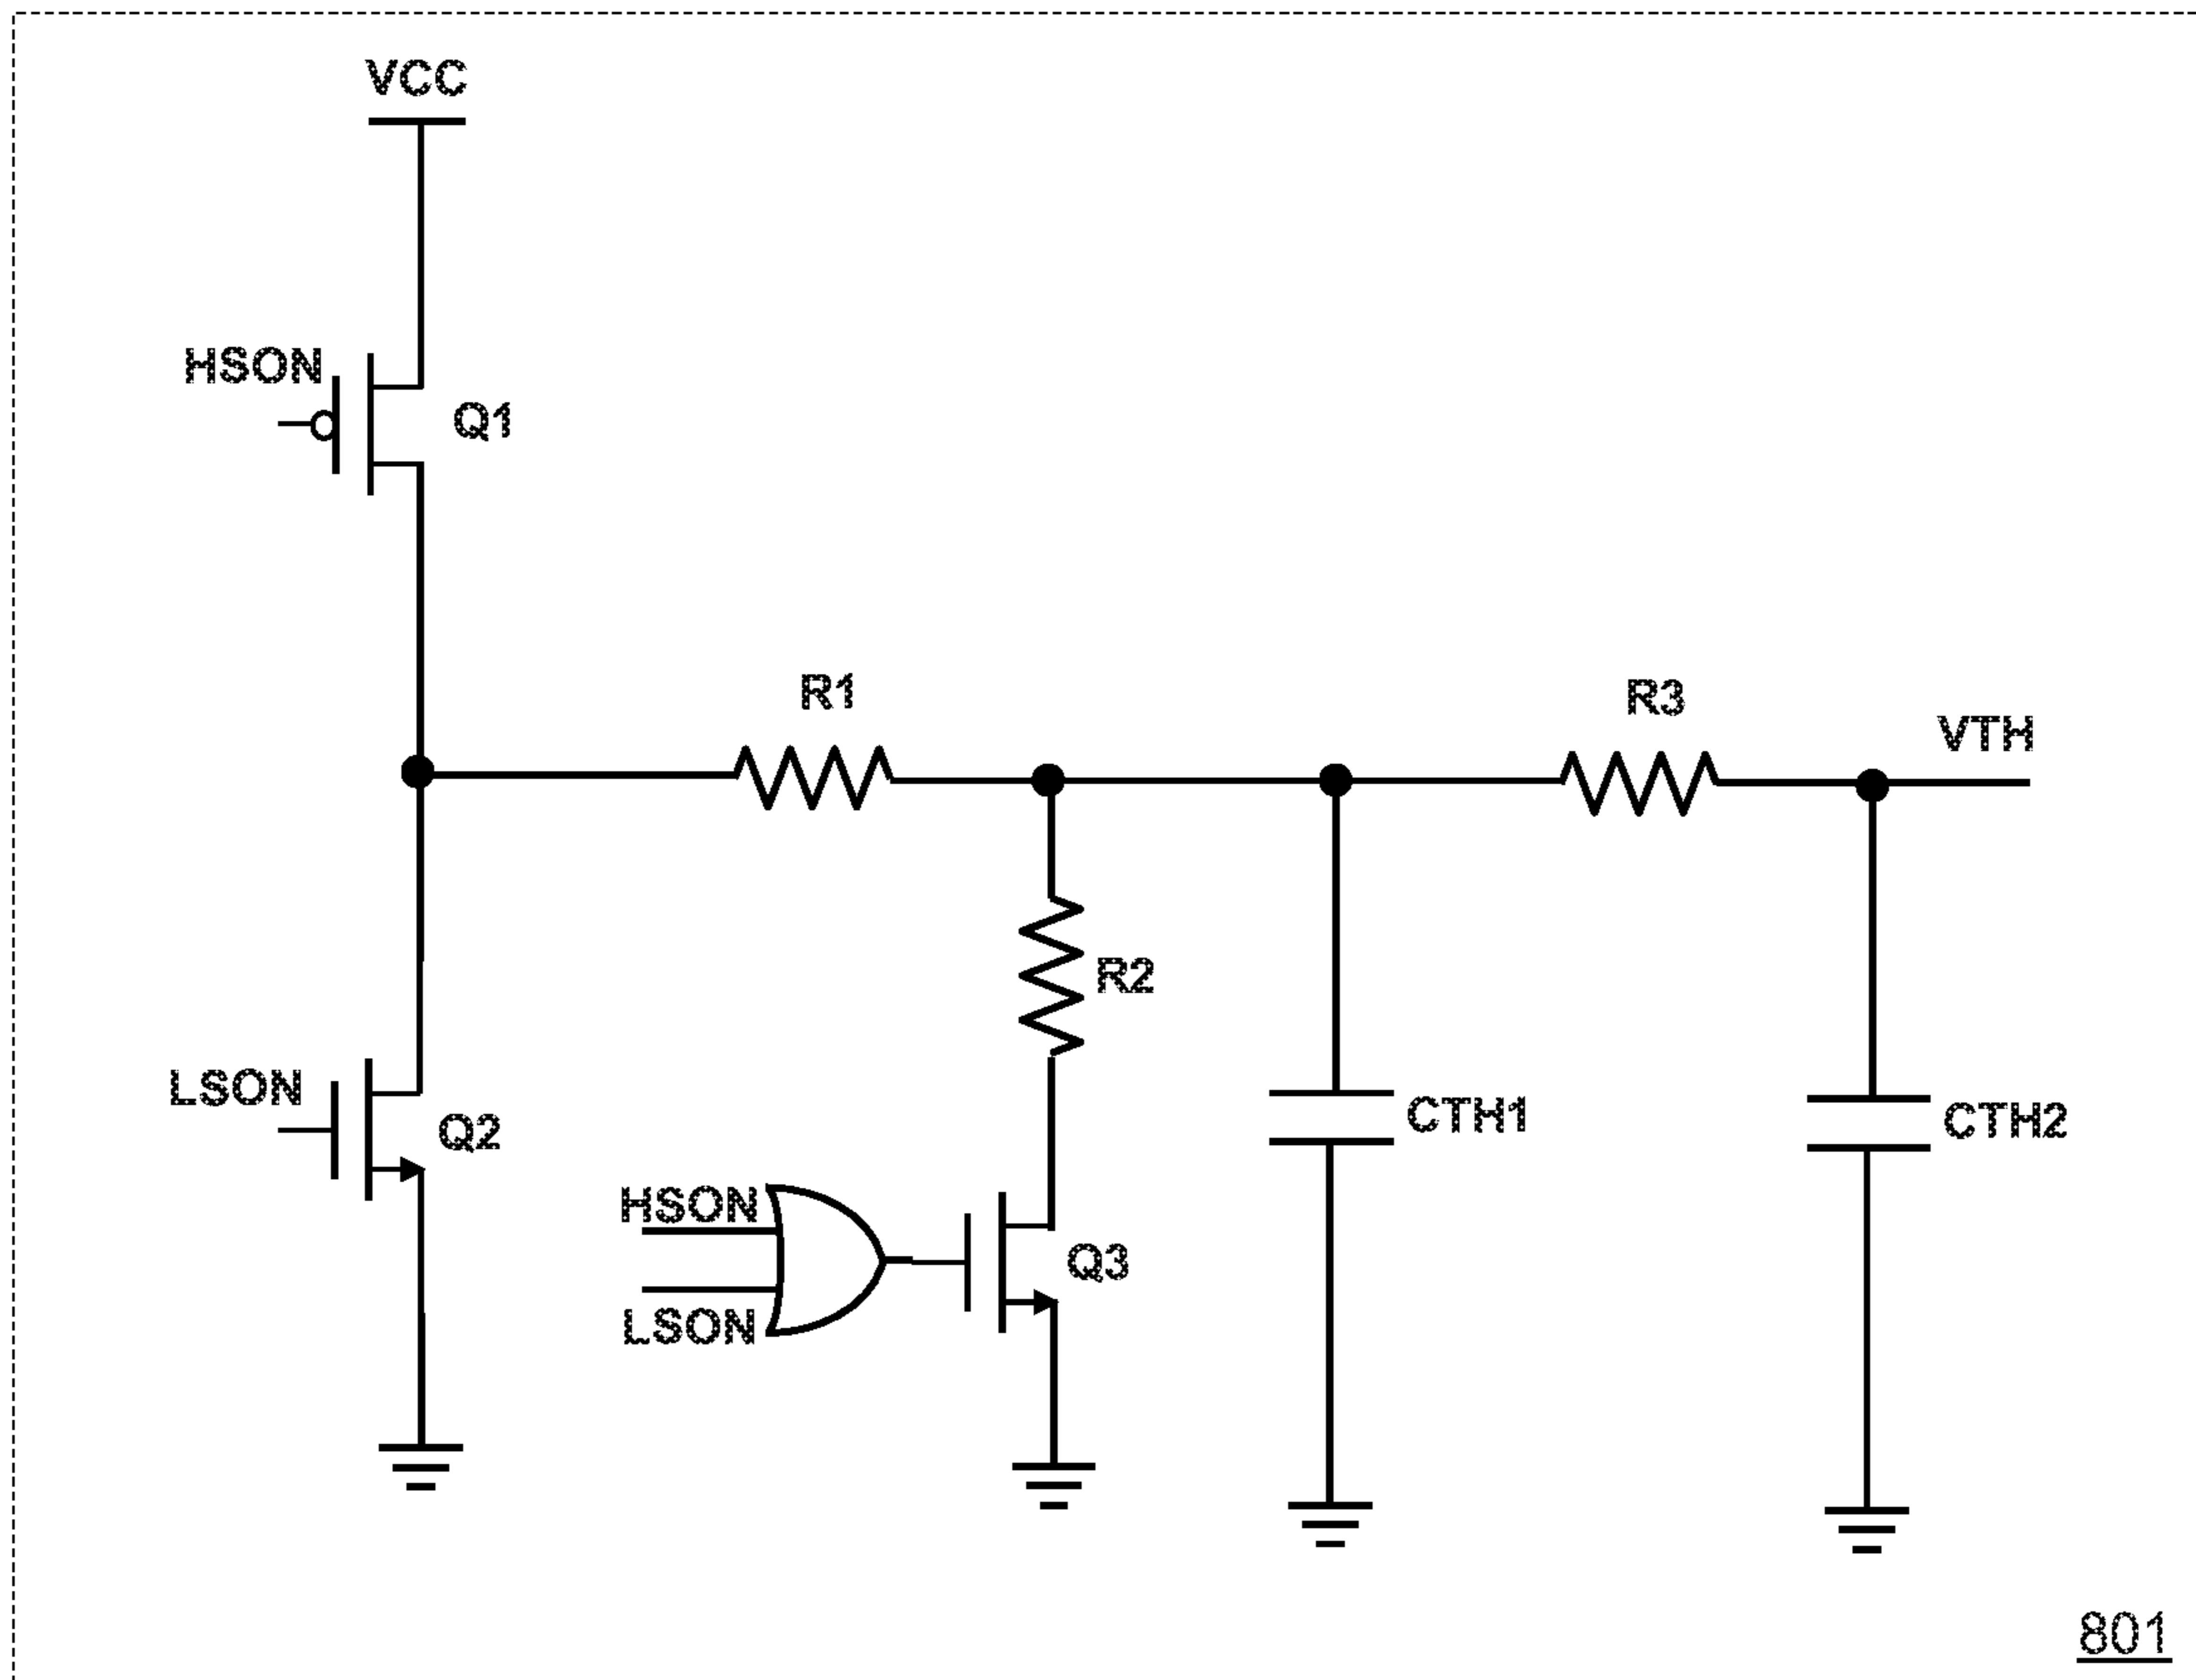 VCC
HSON
Q1
R1
R3
VTH
R2
LSON
Q2
CTH1
CTH2
HSON
Q3
LSON
801